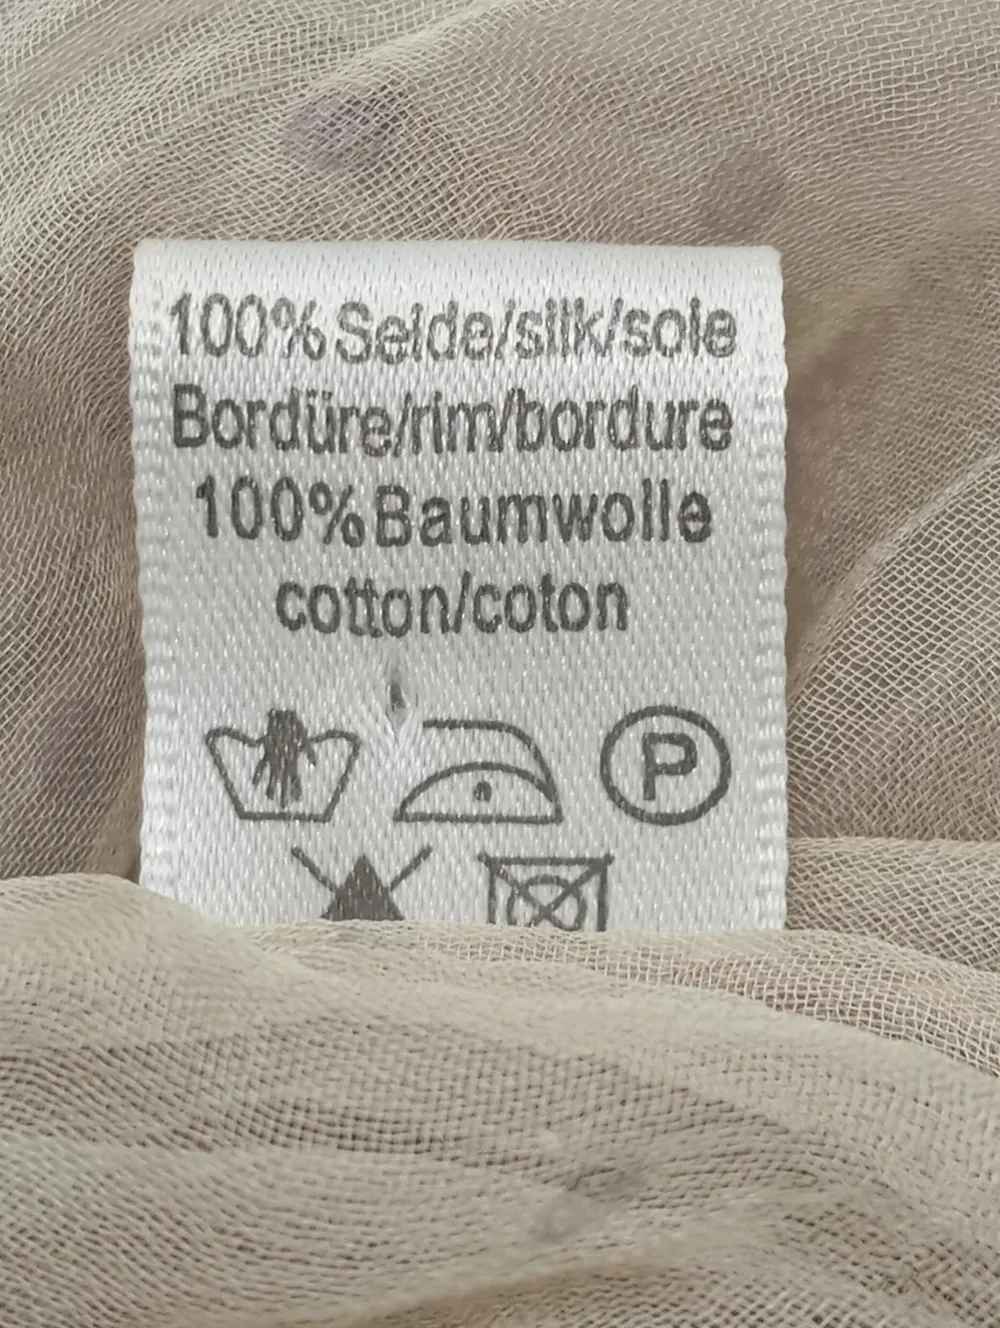 100% Seide/silk/soie
Bordüre/rim/bordure
100% Baumwolle
cotton/coton
P